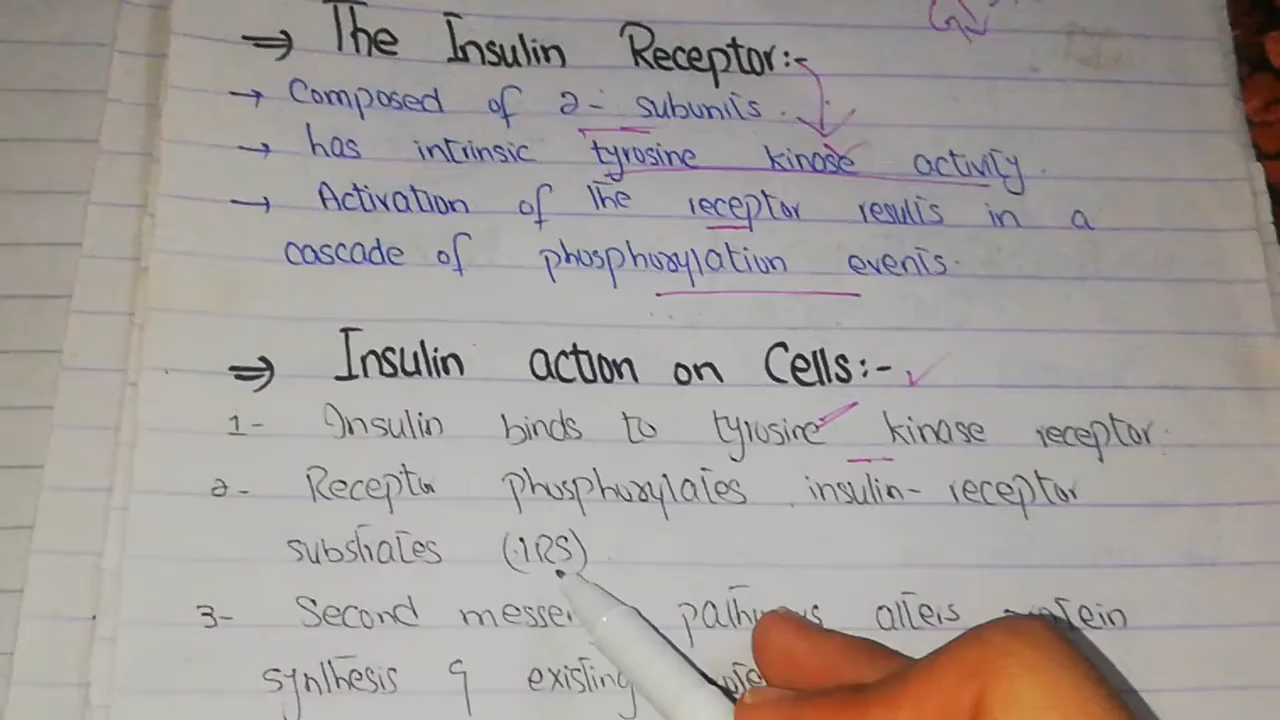 ⇒ The Insulin Receptor:-
→ Composed of 2- subunits.
→ has intrinsic tyrosine kinase activity.
→ Activation of the receptor results in a
cascade of phosphorylation events.
⇒ Insulin action on Cells:-
1- Insulin binds to tyrosine kinase receptor.
2- Receptor phosphorylates insulin-receptor
substrates (IRS)
3- Second alters
synthesis & existing